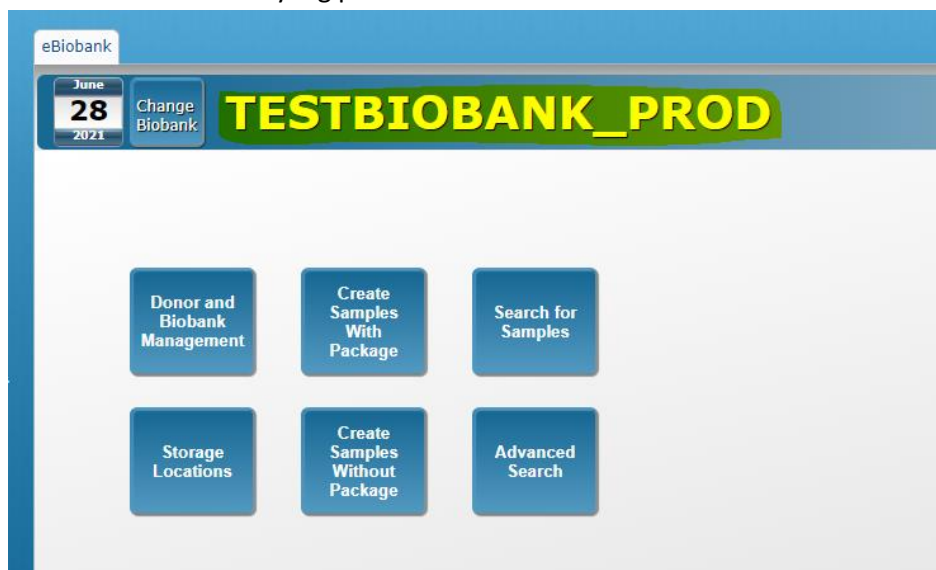 eBiobank
June
28
2021
Change
Biobank
TESTBIOBANK_PROD
Donor and
Biobank
Management
Create
Samples
With
Package
Search for
Samples
Storage
Locations
Create
Samples
Without
Package
Advanced
Search